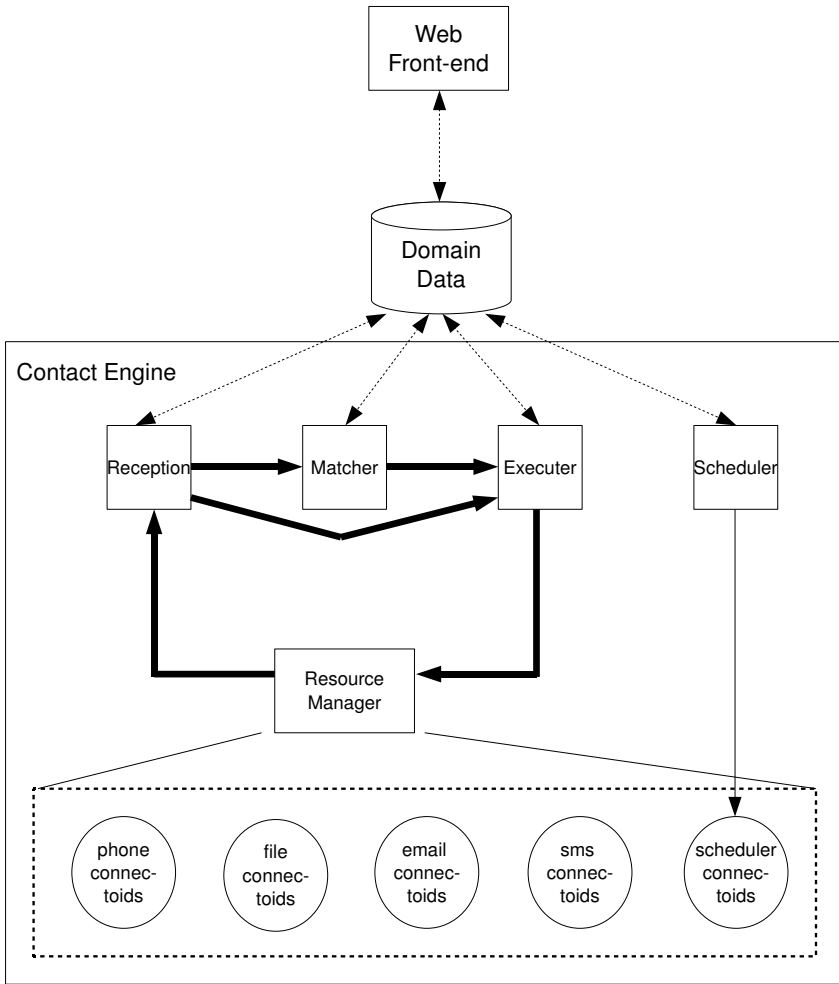 Web
Front-end
Domain
Data
Contact Engine
Reception
Matcher
Executer
Scheduler
Resource
Manager
phone
connec-
toids
file
connec-
toids
email
connec-
toids
sms
connec-
toids
scheduler
connec-
toids